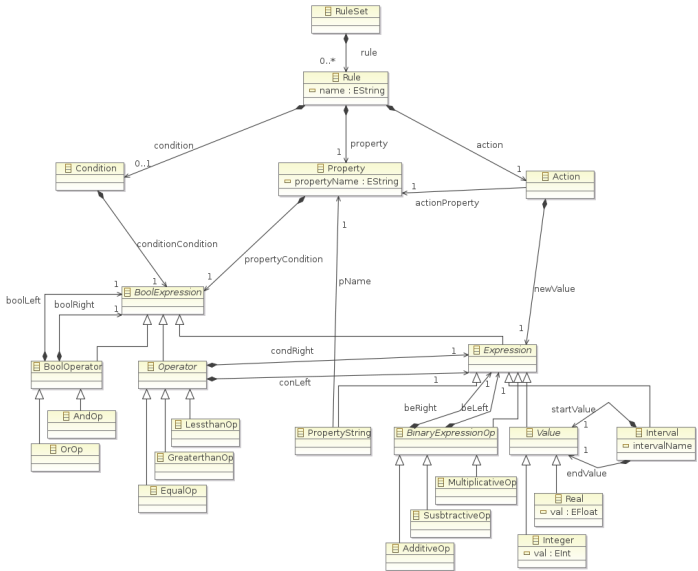 RuleSet
rule
0..*
Rule
name : EString
condition
property
action
0..1
1
1
Condition
Property
propertyName : EString
Action
1
actionProperty
1
conditionCondition
propertyCondition
pName
newValue
1
1
1
1
boolLeft
boolRight
BoolExpression
1
1
condRight
1
Expression
BoolOperator
Operator
conLeft
1
1
1
beRight
beLeft
startValue
1
AndOp
LessthanOp
PropertyString
BinaryExpressionOp
Value
Interval
intervalName
1
OrOp
GreaterthanOp
endValue
MultiplicativeOp
EqualOp
Real
val : EFloat
SusbtractiveOp
Integer
val : EInt
AdditiveOp